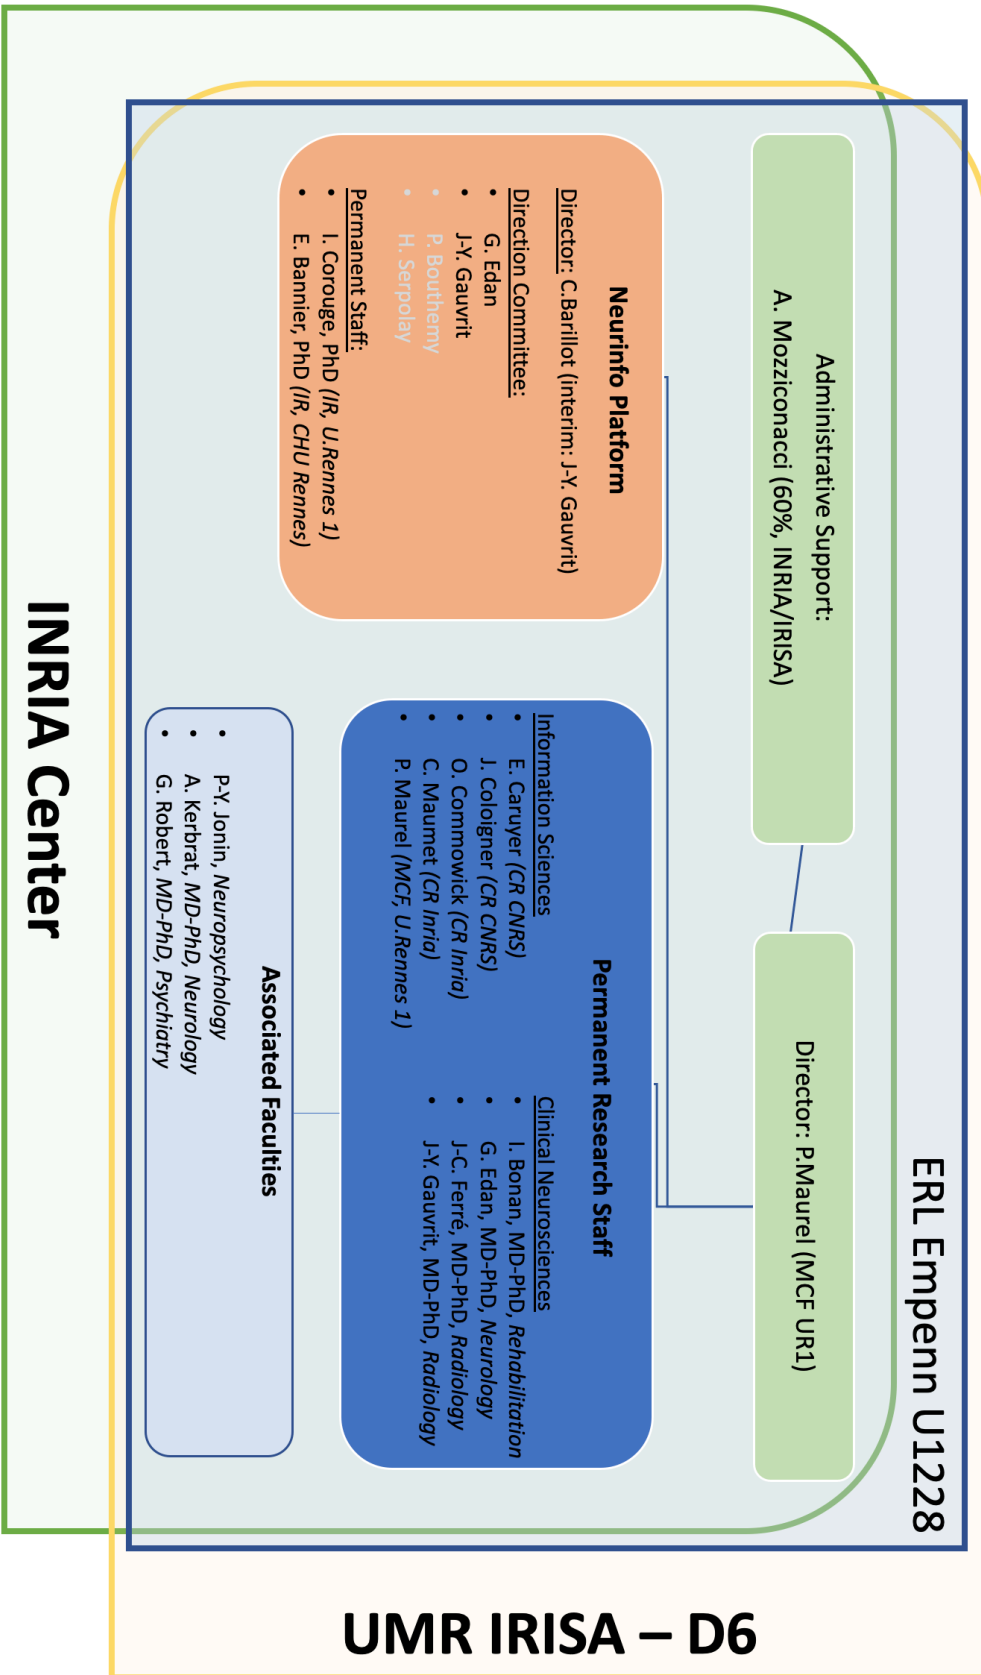 ERL Empenn U1228
Administrative Support:
A. Mozziconacci (60%, INRIA/IRISA)
Director: P.Maurel (MCF UR1)
Neurinfo Platform
Director: C.Barillot (interim: J-Y. Gauvrit)
Direction Committee:
• G. Edan
• J-Y. Gauvrit
• P. Bouthemy
• H. Serpolay
Permanent Staff:
• I. Corouge, PhD (IR, U.Rennes 1)
• E. Bannier, PhD (IR, CHU Rennes)
Permanent Research Staff
Information Sciences
• E. Caruyer (CR CNRS)
• J. Coloigner (CR CNRS)
• O. Commowick (CR Inria)
• C. Maumet (CR Inria)
• P. Maurel (MCF, U.Rennes 1)
Clinical Neurosciences
• I. Bonan, MD-PhD, Rehabilitation
• G. Edan, MD-PhD, Neurology
• J-C. Ferré, MD-PhD, Radiology
• J-Y. Gauvrit, MD-PhD, Radiology
Associated Faculties
• P-Y. Jonin, Neuropsychology
• A. Kerbrat, MD-PhD, Neurology
• G. Robert, MD-PhD, Psychiatry
INRIA Center
UMR IRISA – D6